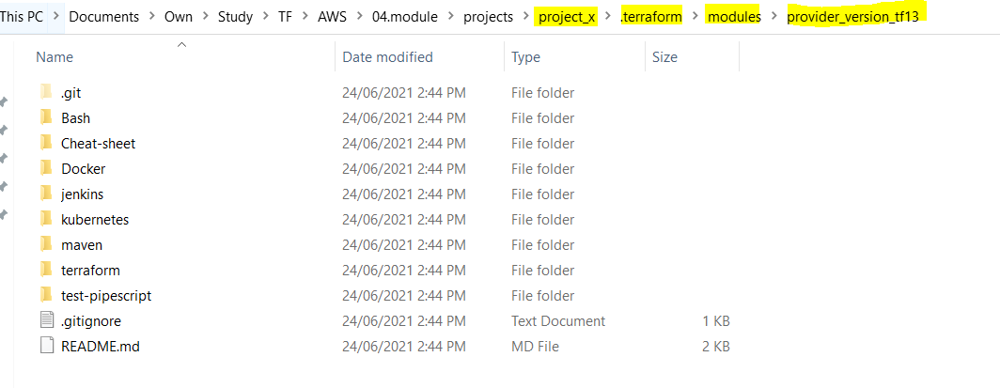 This PC > Documents > Own > Study > TF > AWS > 04.module > projects > project_x > .terraform > modules > provider_version_tf13
Name Date modified Type Size
.git 24/06/2021 2:44 PM File folder
Bash 24/06/2021 2:44 PM File folder
Cheat-sheet 24/06/2021 2:44 PM File folder
Docker 24/06/2021 2:44 PM File folder
jenkins 24/06/2021 2:44 PM File folder
kubernetes 24/06/2021 2:44 PM File folder
maven 24/06/2021 2:44 PM File folder
terraform 24/06/2021 2:44 PM File folder
test-pipescript 24/06/2021 2:44 PM File folder
.gitignore 24/06/2021 2:44 PM Text Document 1 KB
README.md 24/06/2021 2:44 PM MD File 2 KB